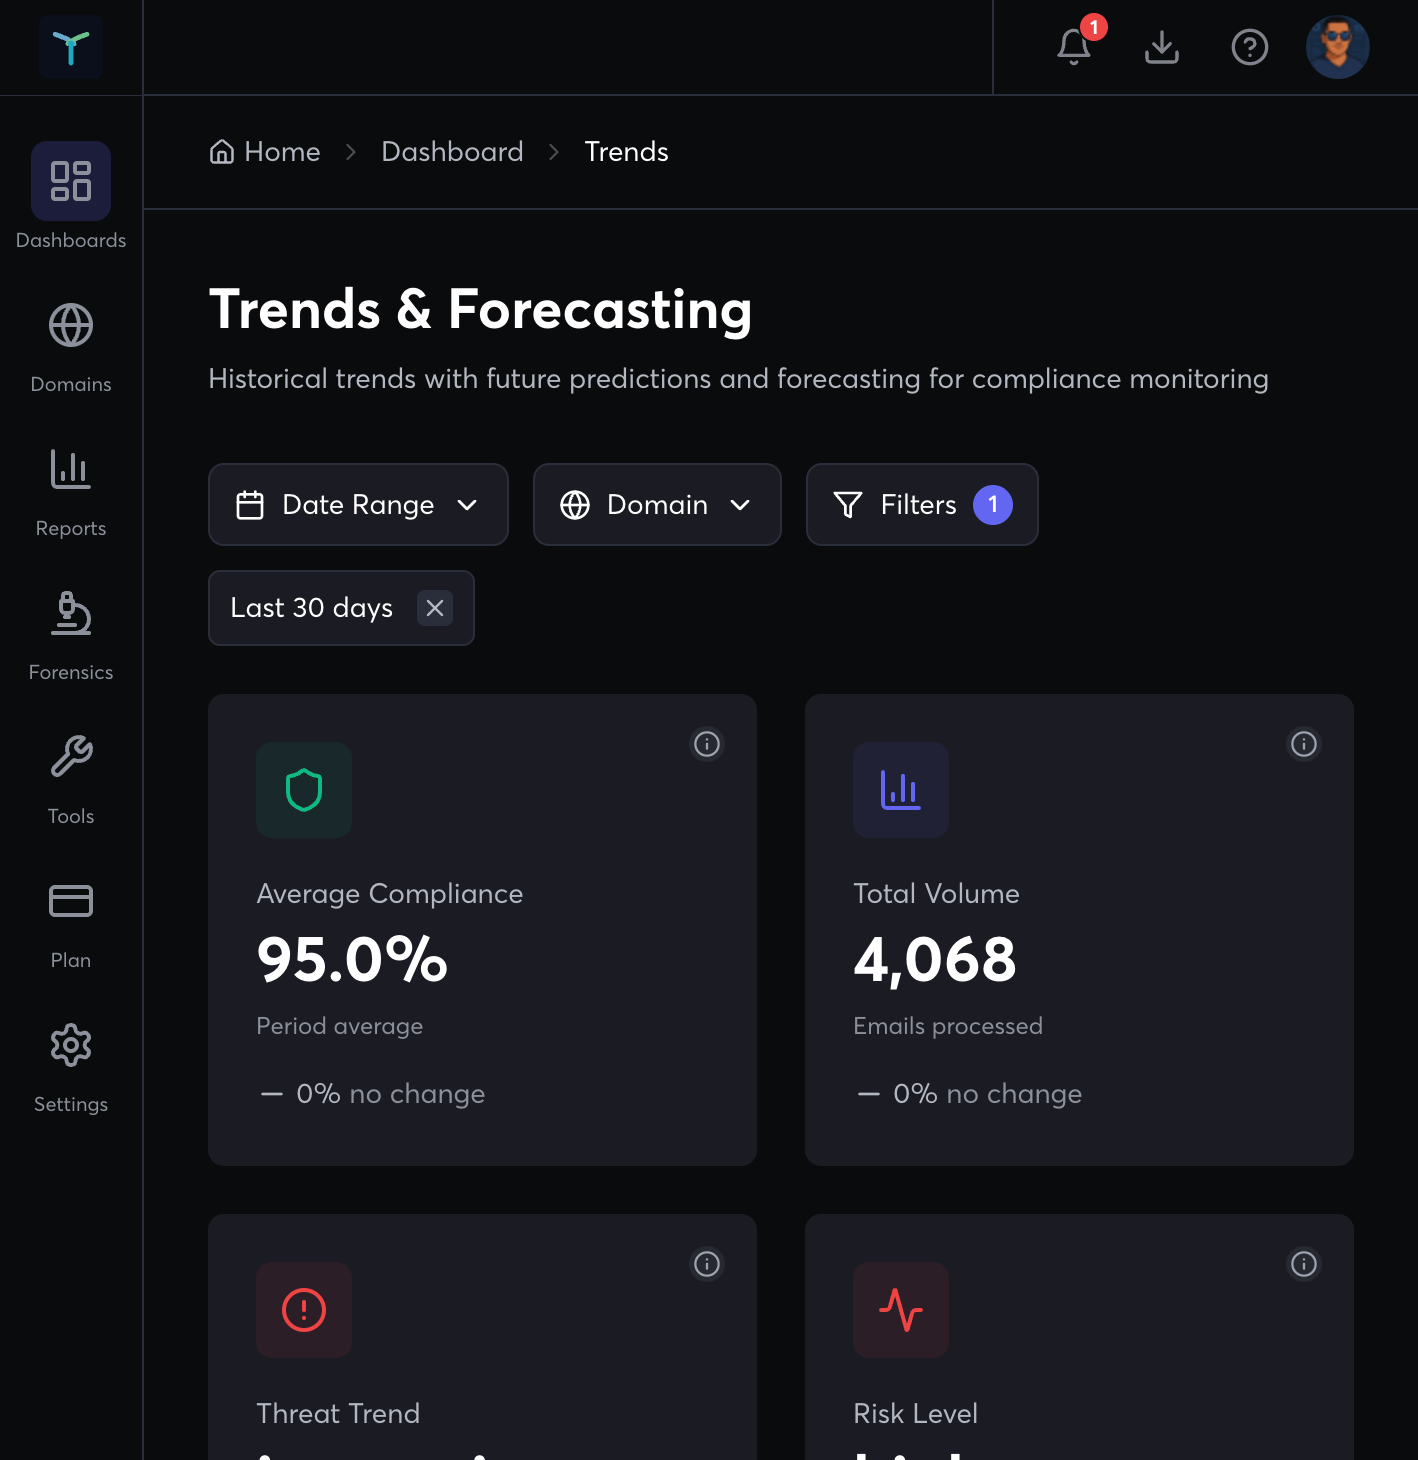 1
Home > Dashboard > Trends
Dashboards
Domains
Reports
Forensics
Tools
Plan
Settings
Trends & Forecasting
Historical trends with future predictions and forecasting for compliance monitoring
Date Range
Domain
Filters 1
Last 30 days
Average Compliance
95.0%
Period average
— 0% no change
Total Volume
4,068
Emails processed
— 0% no change
Threat Trend
Risk Level